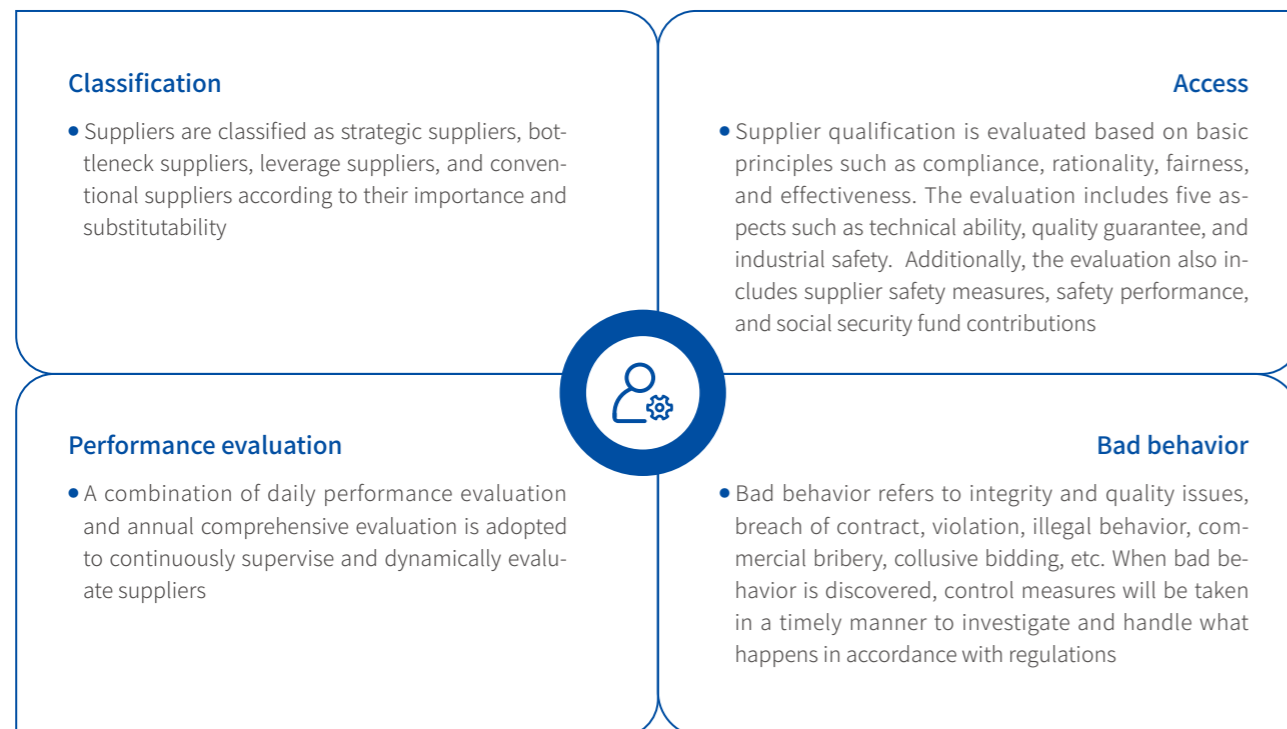 Classification
• Suppliers are classified as strategic suppliers, bot-
tleneck suppliers, leverage suppliers, and conven-
tional suppliers according to their importance and
substitutability
Access
• Supplier qualification is evaluated based on basic
principles such as compliance, rationality, fairness,
and effectiveness. The evaluation includes five as-
pects such as technical ability, quality guarantee, and
industrial safety.  Additionally, the evaluation also in-
cludes supplier safety measures, safety performance,
and social security fund contributions
Performance evaluation
• A combination of daily performance evaluation
and annual comprehensive evaluation is adopted
to continuously supervise and dynamically evalu-
ate suppliers
Bad behavior
• Bad behavior refers to integrity and quality issues,
breach of contract, violation, illegal behavior, com-
mercial bribery, collusive bidding, etc. When bad be-
havior is discovered, control measures will be taken
in a timely manner to investigate and handle what
happens in accordance with regulations